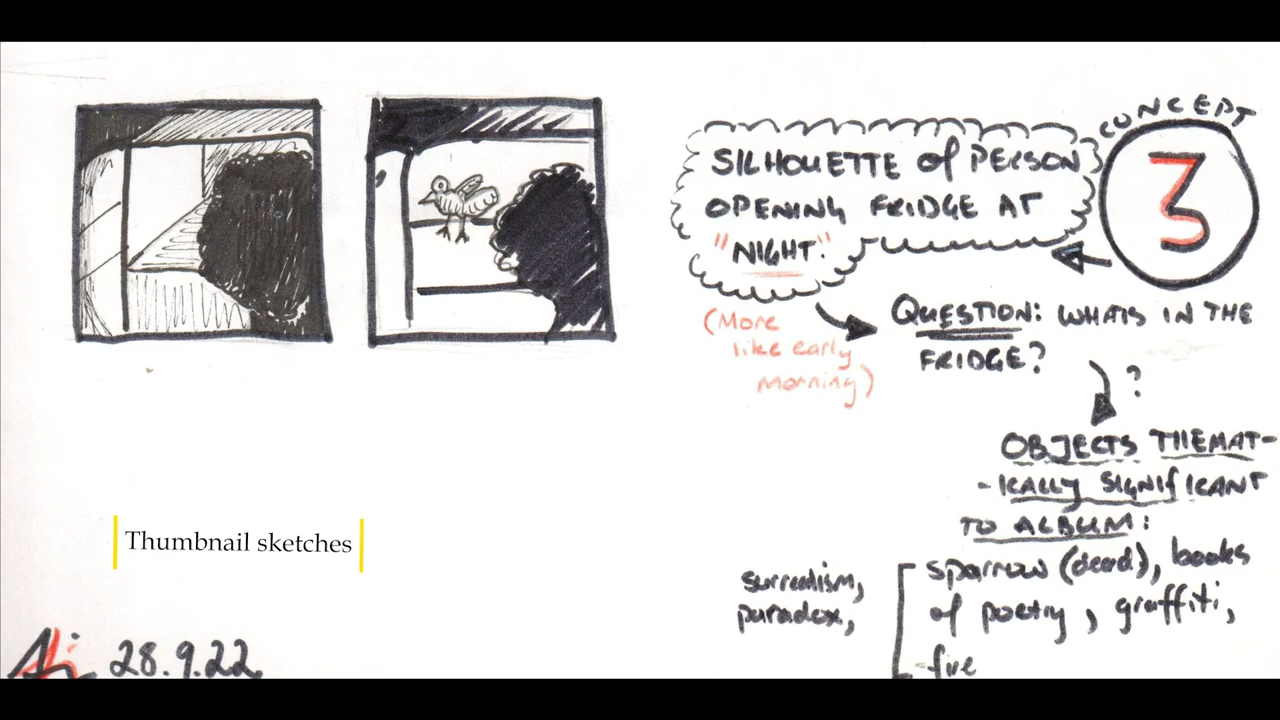 CONCEPT
3
SILHOUETTE of PERSON
OPENING FRIDGE AT
"NIGHT."
(More
like early
morning)
QUESTION: WHATS IN THE
FRIDGE?
?
OBJECTS THEMAT-
-ICALLY SIGNIFICANT
TO ALBUM:
sparrow (dead), books
of poetry, graffiti,
-fire
surrealism,
paradox,
Thumbnail sketches
Ali 28.9.22